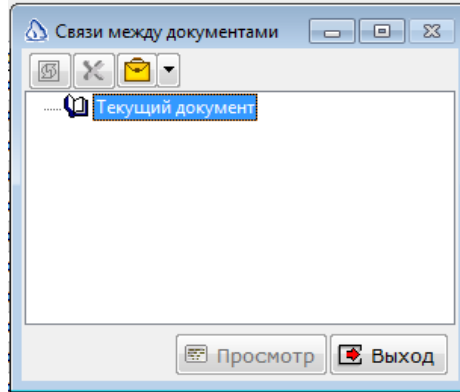 Связи между документами
Текущий документ
Просмотр
Выход